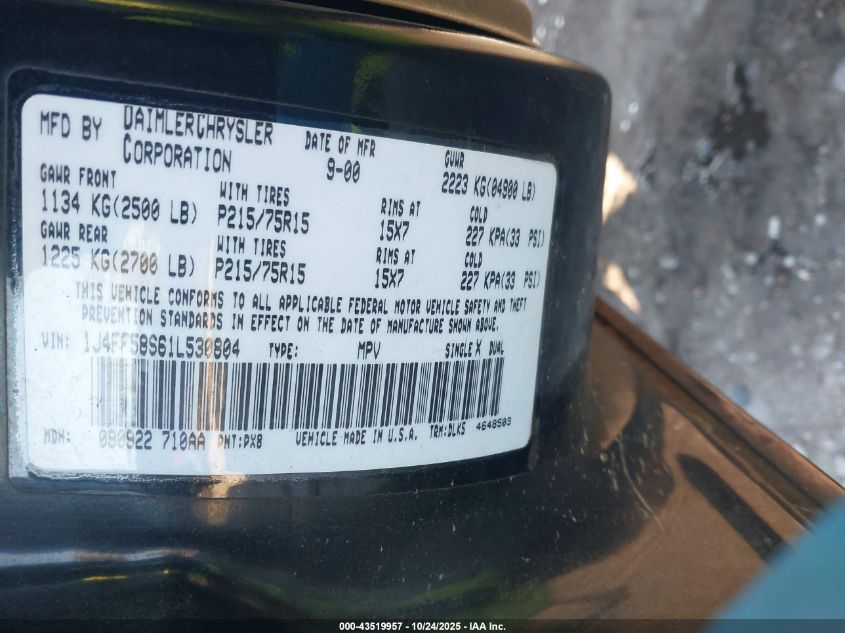 MFD BY DAIMLERCHRYSLER CORPORATION DATE OF MFR 9-00 GVWR 2223 KG(04900 LB)
GAWR FRONT WITH TIRES RIMS AT COLD
1134 KG(2500 LB) P215/75R15 15X7 227 KPA(33 PSI)
GAWR REAR WITH TIRES RIMS AT COLD
1225 KG(2700 LB) P215/75R15 15X7 227 KPA(33 PSI)
THIS VEHICLE CONFORMS TO ALL APPLICABLE FEDERAL MOTOR VEHICLE SAFETY AND THEFT
PREVENTION STANDARDS IN EFFECT ON THE DATE OF MANUFACTURE SHOWN ABOVE.
VIN: 1J4FF58S61L530804 TYPE: MPV SINGLE X DUAL
MDH: 090922 710AA PNT:PX8 VEHICLE MADE IN U.S.A. TRM:DLK5 4648503
000-43519957 - 10/24/2025 - IAA Inc.